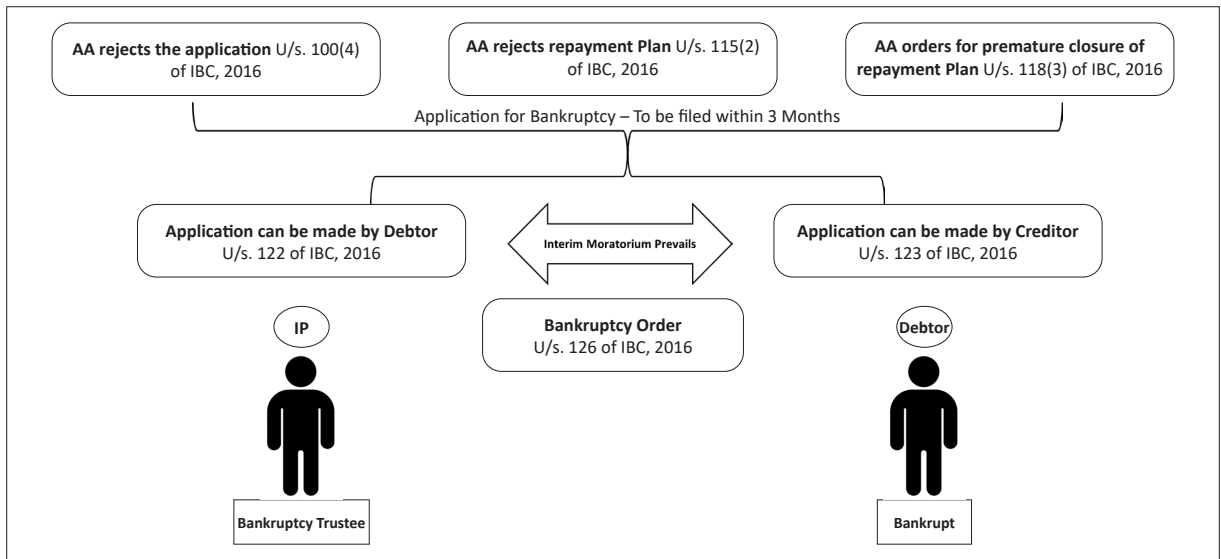 AA rejects the application U/s. 100(4)
of IBC, 2016
AA rejects repayment Plan U/s. 115(2)
of IBC, 2016
AA orders for premature closure of
repayment Plan U/s. 118(3) of IBC, 2016
Application for Bankruptcy – To be filed within 3 Months
Application can be made by Debtor
U/s. 122 of IBC, 2016
Interim Moratorium Prevails
Application can be made by Creditor
U/s. 123 of IBC, 2016
IP
Bankruptcy Order
U/s. 126 of IBC, 2016
Debtor
Bankruptcy Trustee
Bankrupt